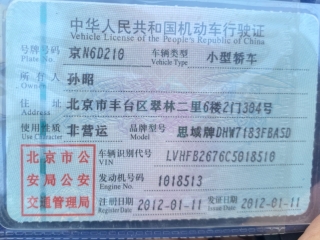 中华人民共和国机动车行驶证
Vehicle License of the People's Republic of China
号牌号码 京N6D210 车辆类型 小型轿车
Plate No. Vehicle Type
所有人 孙昭
Owner
住址 北京市丰台区翠林二里6楼2门304号
Address
使用性质 非营运 品牌型号 思域牌DHW7183FBA5D
Use Character Model
北京市公 车辆识别代号 LVHFB2676C5018510
VIN
安局公安 发动机号码 1018513
Engine No.
交通管理局 注册日期 2012-01-11 发证日期 2012-01-11
Register Date Issue Date